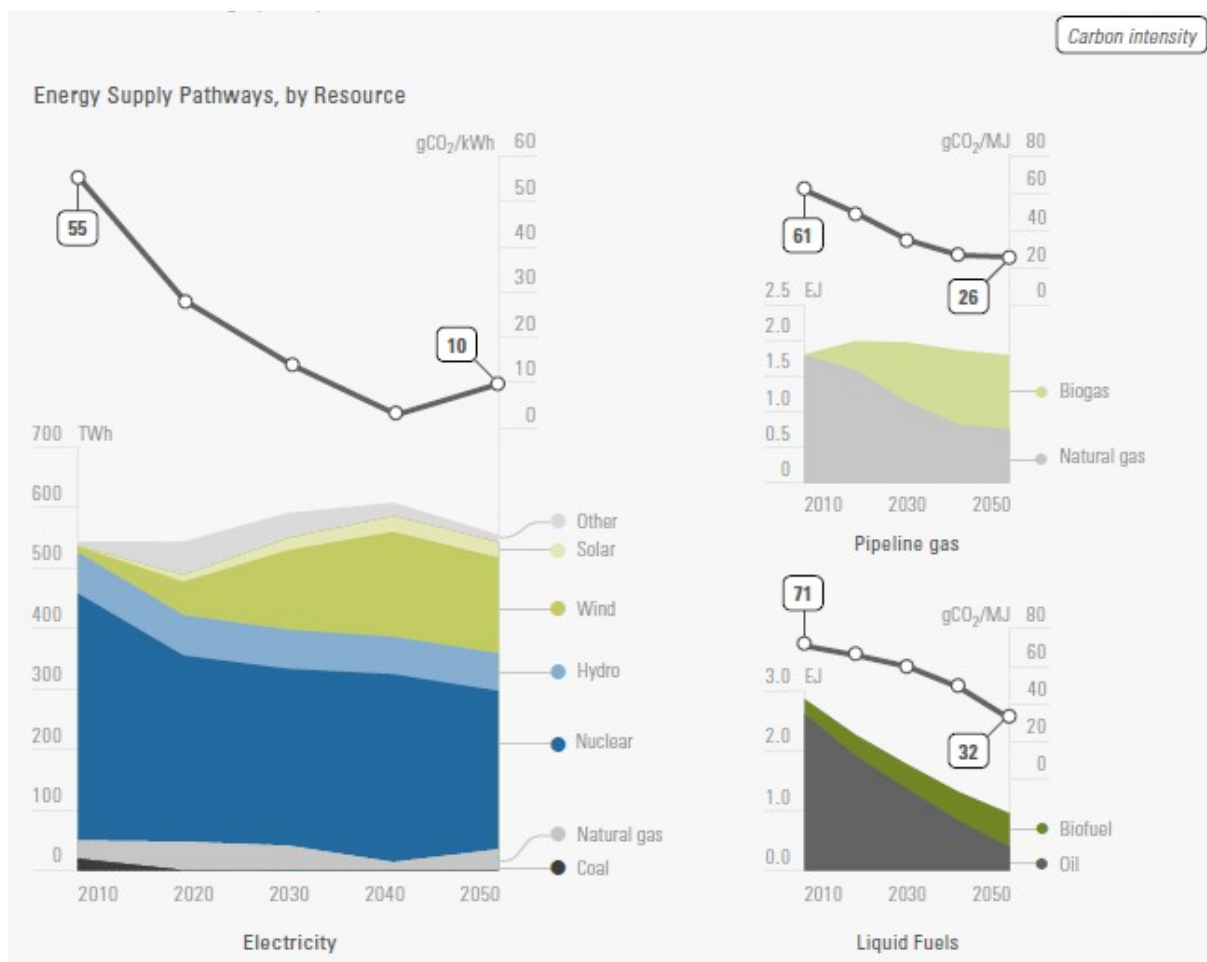 Carbon intensity
Energy Supply Pathways, by Resource
gCO₂/kWh 60
50
40
30
20
10
0
55
10
700 TWh
600
500
400
300
200
100
0
Other
Solar
Wind
Hydro
Nuclear
Natural gas
Coal
2010 2020 2030 2040 2050
Electricity
gCO₂/MJ 80
60
40
20
0
61
26
2.5 EJ
2.0
1.5
1.0
0.5
0
Biogas
Natural gas
2010 2030 2050
Pipeline gas
71
gCO₂/MJ 80
60
40
20
0
32
3.0 EJ
2.0
1.0
0.0
Biofuel
Oil
2010 2030 2050
Liquid Fuels